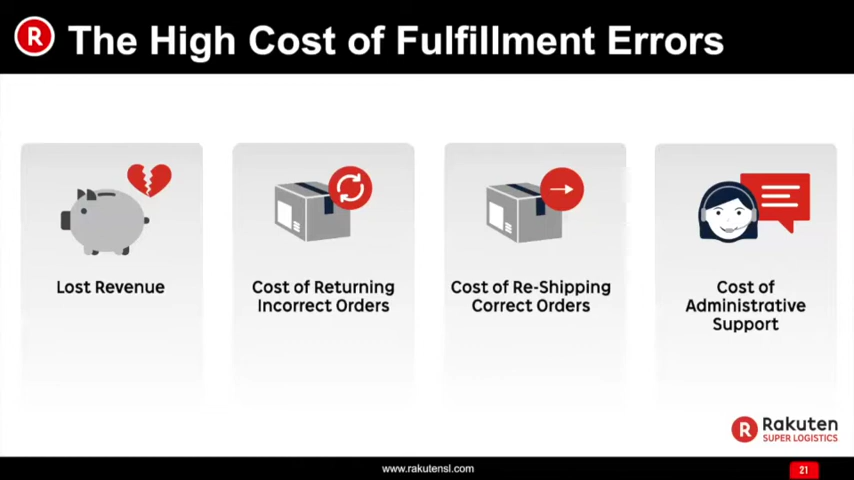 R The High Cost of Fulfillment Errors
Lost Revenue
Cost of Returning
Incorrect Orders
Cost of Re-Shipping
Correct Orders
Cost of
Administrative
Support
R Rakuten
SUPER LOGISTICS
www.rakutensl.com
21